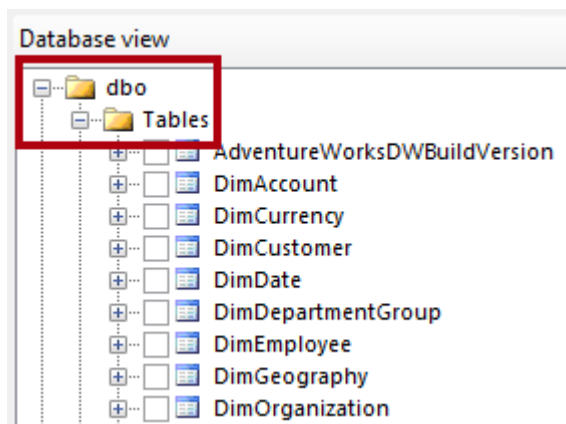 Database view
dbo
Tables
AdventureWorksDWBuildVersion
DimAccount
DimCurrency
DimCustomer
DimDate
DimDepartmentGroup
DimEmployee
DimGeography
DimOrganization